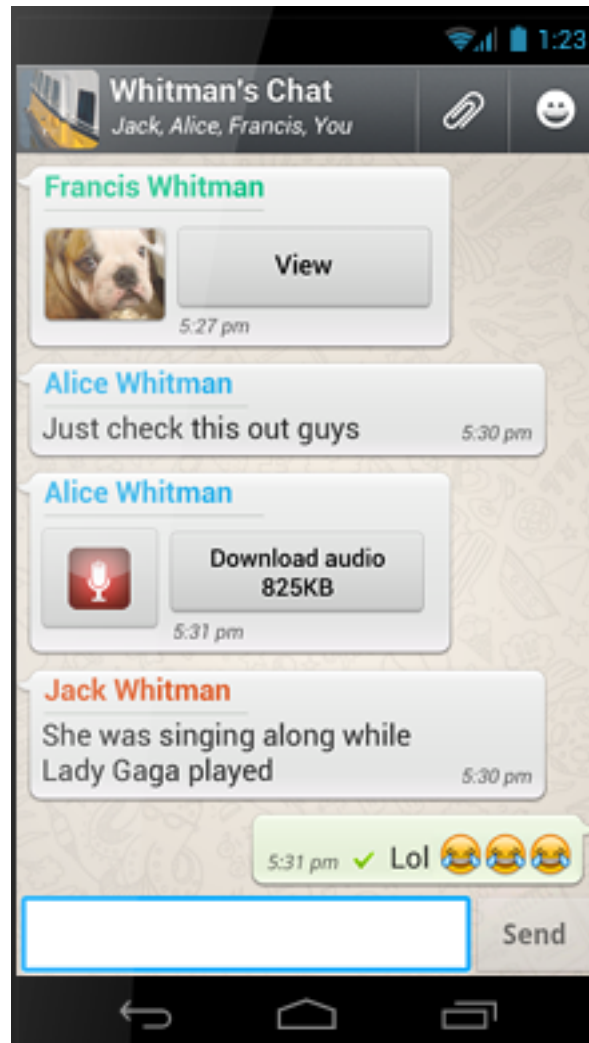 1:23
Whitman's Chat
Jack, Alice, Francis, You
Francis Whitman
View
5:27 pm
Alice Whitman
Just check this out guys
5:30 pm
Alice Whitman
Download audio
825KB
5:31 pm
Jack Whitman
She was singing along while
Lady Gaga played
5:30 pm
5:31 pm ✓ Lol 😂😂😂
Send